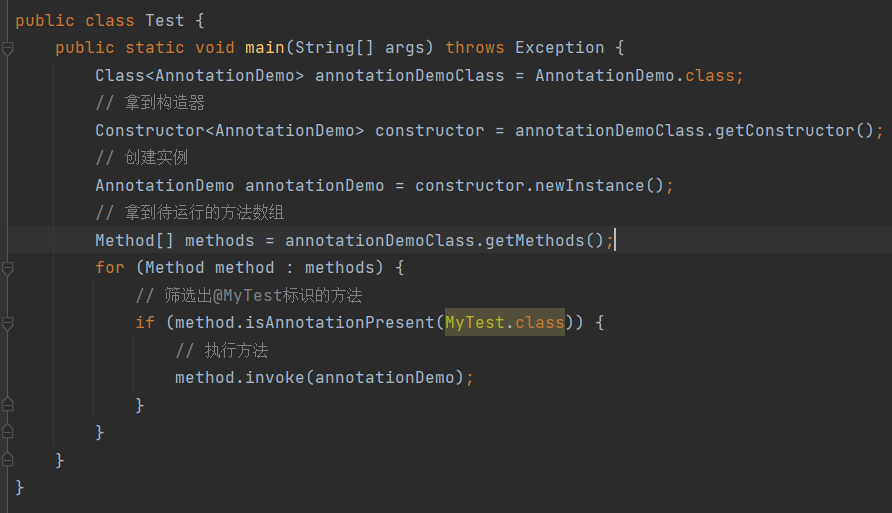 public class Test {
public static void main(String[] args) throws Exception {
Class<AnnotationDemo> annotationDemoClass = AnnotationDemo.class;
// 拿到构造器
Constructor<AnnotationDemo> constructor = annotationDemoClass.getConstructor();
// 创建实例
AnnotationDemo annotationDemo = constructor.newInstance();
// 拿到待运行的方法数组
Method[] methods = annotationDemoClass.getMethods();
for (Method method : methods) {
// 筛选出@MyTest标识的方法
if (method.isAnnotationPresent(MyTest.class)) {
// 执行方法
method.invoke(annotationDemo);
}
}
}
}